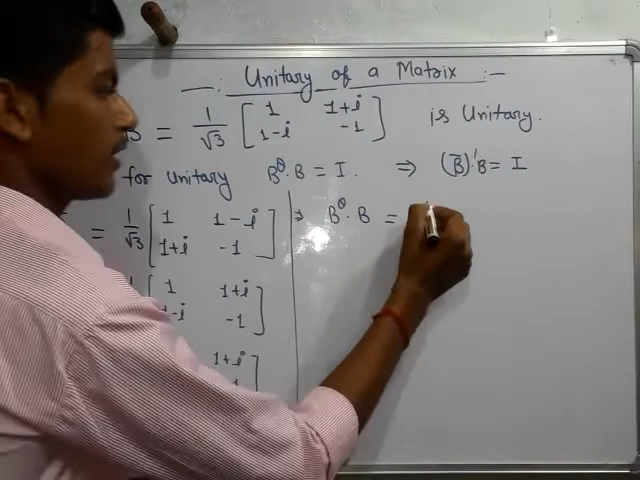 —: Unitary of a Matrix :—
B = 1/√3 [ 1 1+i
1-i -1 ] is Unitary.
for unitary B^θ. B = I. ⇒ (B̄)'. B = I
= 1/√3 [ 1 1-i
1+i -1 ]
⇒ B^θ. B =
[ 1 1+i
-i -1 ]
1+i ]